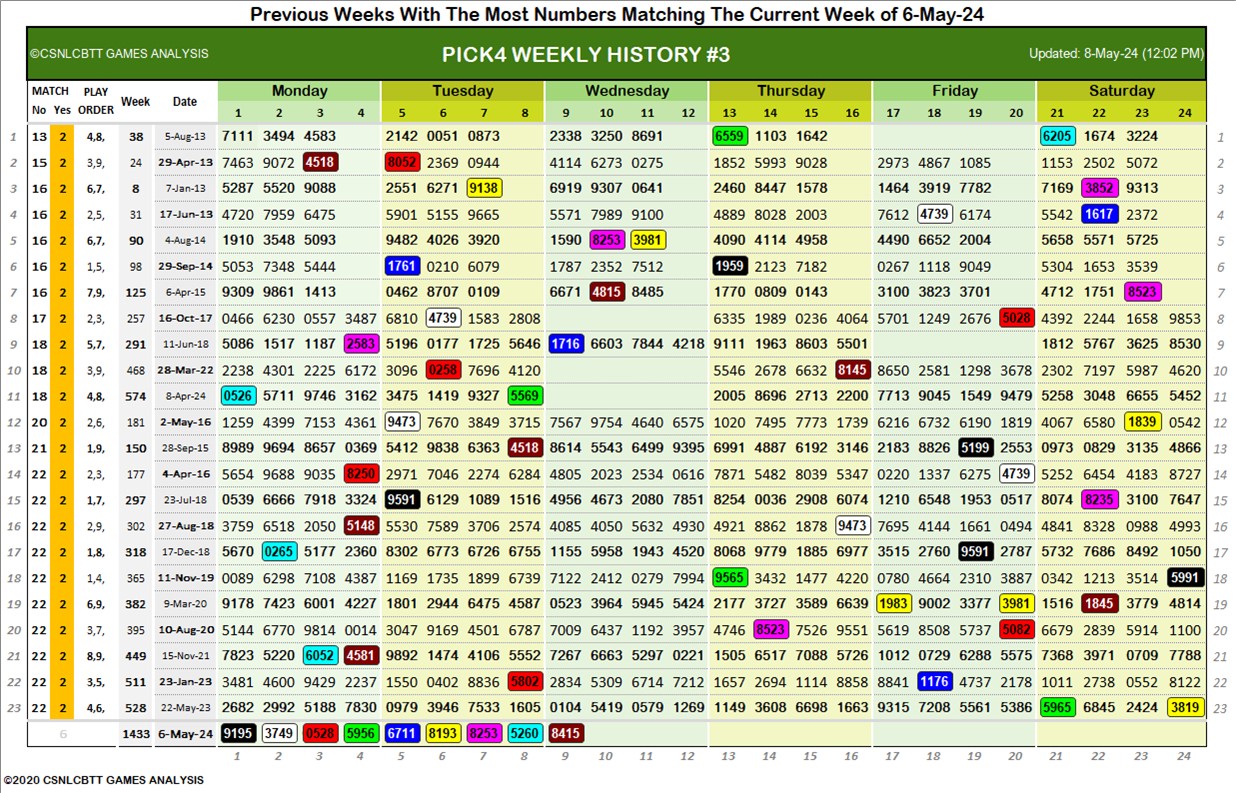 Previous Weeks With The Most Numbers Matching The Current Week of 6-May-24
©CSNLCBTT GAMES ANALYSIS PICK4 WEEKLY HISTORY #3 Updated: 8-May-24 (12:02 PM)
MATCH PLAY Week Date Monday Tuesday Wednesday Thursday Friday Saturday
No Yes ORDER 1 2 3 4 5 6 7 8 9 10 11 12 13 14 15 16 17 18 19 20 21 22 23 24
1 13 2 4,8, 38 5-Aug-13 7111 3494 4583 2142 0051 0873 2338 3250 8691 6559 1103 1642 6205 1674 3224 1
2 15 2 3,9, 24 29-Apr-13 7463 9072 4518 8052 2369 0944 4114 6273 0275 1852 5993 9028 2973 4867 1085 1153 2502 5072 2
3 16 2 6,7, 8 7-Jan-13 5287 5520 9088 2551 6271 9138 6919 9307 0641 2460 8447 1578 1464 3919 7782 7169 3852 9313 3
4 16 2 2,5, 31 17-Jun-13 4720 7959 6475 5901 5155 9665 5571 7989 9100 4889 8028 2003 7612 4739 6174 5542 1617 2372 4
5 16 2 6,7, 90 4-Aug-14 1910 3548 5093 9482 4026 3920 1590 8253 3981 4090 4114 4958 4490 6652 2004 5658 5571 5725 5
6 16 2 1,5, 98 29-Sep-14 5053 7348 5444 1761 0210 6079 1787 2352 7512 1959 2123 7182 0267 1118 9049 5304 1653 3539 6
7 16 2 7,9, 125 6-Apr-15 9309 9861 1413 0462 8707 0109 6671 4815 8485 1770 0809 0143 3100 3823 3701 4712 1751 8523 7
8 17 2 2,3, 257 16-Oct-17 0466 6230 0557 3487 6810 4739 1583 2808 6335 1989 0236 4064 5701 1249 2676 5028 4392 2244 1658 9853 8
9 18 2 5,7, 291 11-Jun-18 5086 1517 1187 2583 5196 0177 1725 5646 1716 6603 7844 4218 9111 1963 8603 5501 1812 5767 3625 8530 9
10 18 2 3,9, 468 28-Mar-22 2238 4301 2225 6172 3096 0258 7696 4120 5546 2678 6632 8145 8650 2581 1298 3678 2302 7197 5987 4620 10
11 18 2 4,8, 574 8-Apr-24 0526 5711 9746 3162 3475 1419 9327 5569 2005 8696 2713 2200 7713 9045 1549 9479 5258 3048 6655 5452 11
12 20 2 2,6, 181 2-May-16 1259 4399 7153 4361 9473 7670 3849 3715 7567 9754 4640 6575 1020 7495 7773 1739 6216 6732 6190 1819 4067 6580 1839 0542 12
13 21 2 1,9, 150 28-Sep-15 8989 9694 8657 0369 5412 9838 6363 4518 8614 5543 6499 9395 6991 4887 6192 3146 2183 8826 5199 2553 0973 0829 3135 4866 13
14 22 2 2,3, 177 4-Apr-16 5654 9688 9035 8250 2971 7046 2274 6284 4805 2023 2534 0616 7871 5482 8039 5347 0220 1337 6275 4739 5252 6454 4183 8727 14
15 22 2 1,7, 297 23-Jul-18 0539 6666 7918 3324 9591 6129 1089 1516 4956 4673 2080 7851 8254 0036 2908 6074 1210 6548 1953 0517 8074 8235 3100 7647 15
16 22 2 2,9, 302 27-Aug-18 3759 6518 2050 5148 5530 7589 3706 2574 4085 4050 5632 4930 4921 8862 1878 9473 7695 4144 1661 0494 4841 8328 0988 4993 16
17 22 2 1,8, 318 17-Dec-18 5670 0265 5177 2360 8302 6773 6726 6755 1155 5958 1943 4520 8068 9779 1885 6977 3515 2760 9591 2787 5732 7686 8492 1050 17
18 22 2 1,4, 365 11-Nov-19 0089 6298 7108 4387 1169 1735 1899 6739 7122 2412 0279 7994 9565 3432 1477 4220 0780 4664 2310 3887 0342 1213 3514 5991 18
19 22 2 6,9, 382 9-Mar-20 9178 7423 6001 4227 1801 2944 6475 4587 0523 3964 5945 5424 2177 3727 3589 6639 1983 9002 3377 3981 1516 1845 3779 4814 19
20 22 2 3,7, 395 10-Aug-20 5144 6770 9814 0014 3047 9169 4501 6787 7009 6437 1192 3957 4746 8523 7526 9551 5619 8508 5737 5082 6679 2839 5914 1100 20
21 22 2 8,9, 449 15-Nov-21 7823 5220 6052 4581 9892 1474 4106 5552 7267 6663 5297 0221 1505 6517 7088 5726 1012 0729 6288 5575 7368 3971 0709 7788 21
22 22 2 3,5, 511 23-Jan-23 3481 4600 9429 2237 1550 0402 8836 5802 2834 5309 6714 7212 1657 2694 1114 8858 8841 1176 4737 2178 1011 2738 0552 8122 22
23 22 2 4,6, 528 22-May-23 2682 2992 5188 7830 0979 3946 7533 1605 0104 5419 0579 1269 1149 3608 6698 1663 9315 7208 5561 5386 5965 6845 2424 3819 23
6 1433 6-May-24 9195 3749 0528 5956 6711 8193 8253 5260 8415
1 2 3 4 5 6 7 8 9 10 11 12 13 14 15 16 17 18 19 20 21 22 23 24
©2020 CSNLCBTT GAMES ANALYSIS